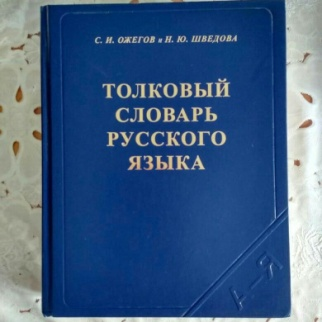 С. И. ОЖЕГОВ и Н. Ю. ШВЕДОВА
ТОЛКОВЫЙ
СЛОВАРЬ
РУССКОГО
ЯЗЫКА
А—Я